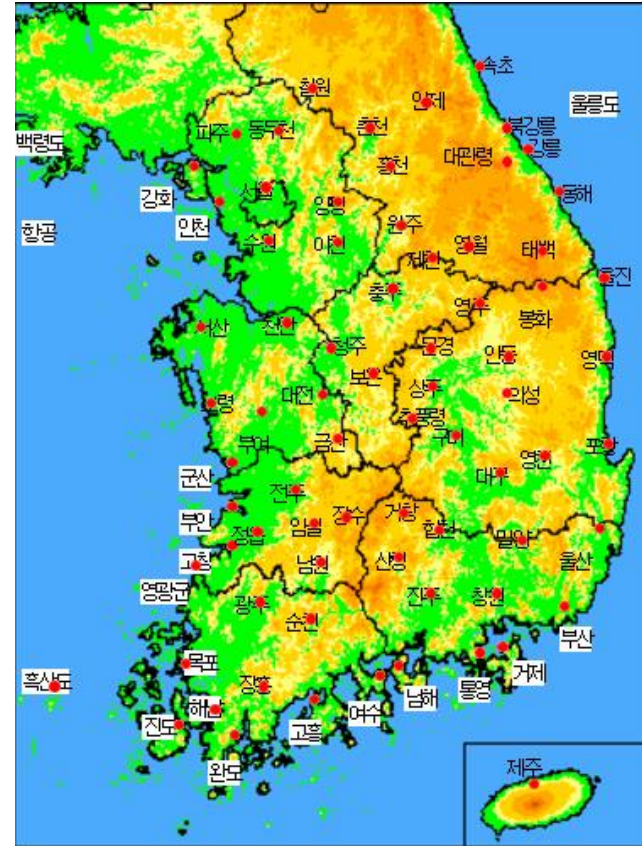 속초
철원
인제
울릉도
파주
동두천
춘천
북강릉
강릉
백령도
홍천
대관령
강화
서울
양평
동해
인천
원주
항공
수원
이천
영월
태백
제천
울진
충주
영주
봉화
서산
천안
청주
문경
안동
영덕
보은
상주
의성
보령
대전
추풍령
부여
금산
구미
영천
포항
군산
대구
전주
부안
임실
장수
거창
합천
정읍
밀양
울산
고창
남원
산청
영광군
광주
진주
창원
순천
부산
목포
거제
흑산도
장흥
남해
통영
해남
여수
진도
고흥
완도
제주